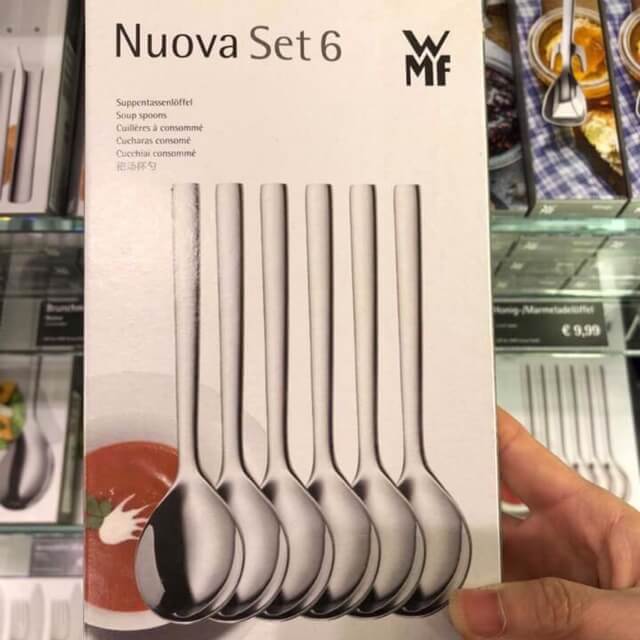 Nuova Set 6
WMF
Suppentassenlöffel
Soup spoons
Cuillères à consommé
Cucharas consomé
Cucchiai consommé
Honig-/Marmeladelöffel
€ 9,99